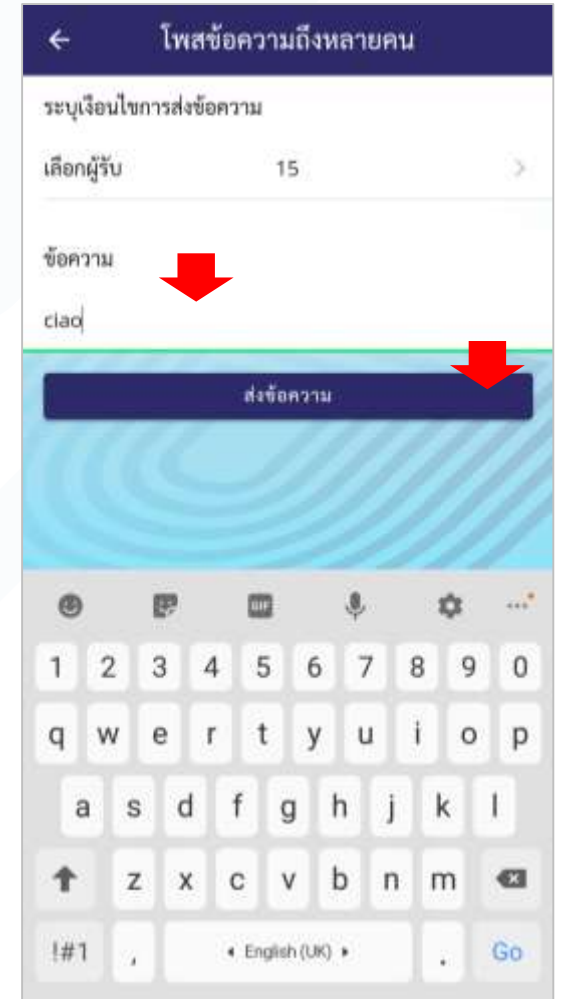 โพสข้อความถึงหลายคน
ระบุเงือนไขการส่งข้อความ
เลือกผู้รับ 15
ข้อความ
ciao
ส่งข้อความ
GIF
1 2 3 4 5 6 7 8 9 0
q w e r t y u i o p
a s d f g h j k l
z x c v b n m
!#1 , English (UK) . Go